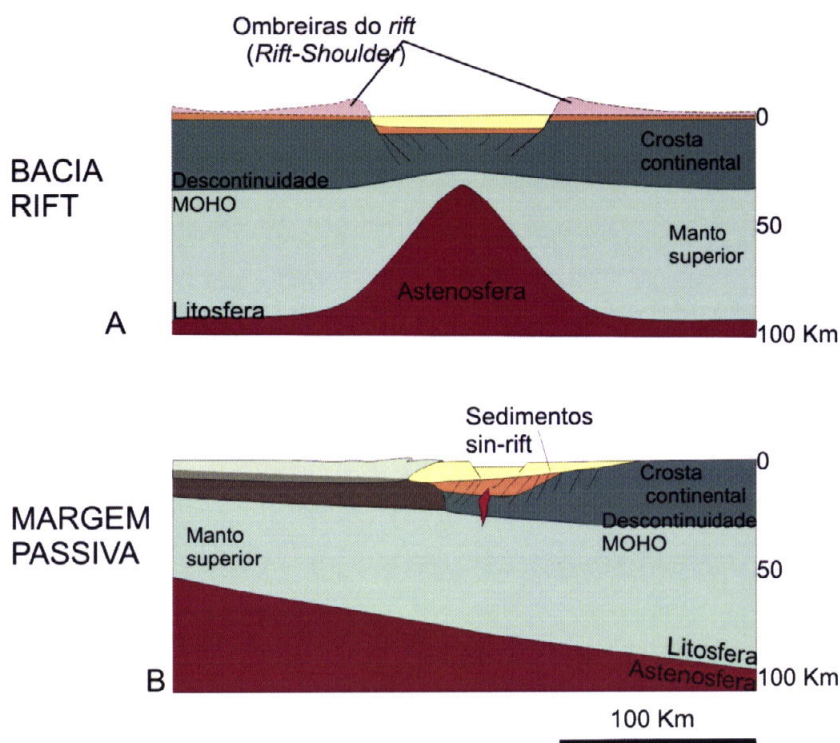 Ombreiras do rift
(Rift-Shoulder)
0
Crosta
continental
BACIA
RIFT
Descontinuidade
MOHO
50
Manto
superior
Astenosfera
Litosfera
A
100 Km
Sedimentos
sin-rift
0
Crosta
continental
Descontinuidade
MOHO
MARGEM
PASSIVA
Manto
superior
50
Litosfera
Astenosfera
B
100 Km
100 Km